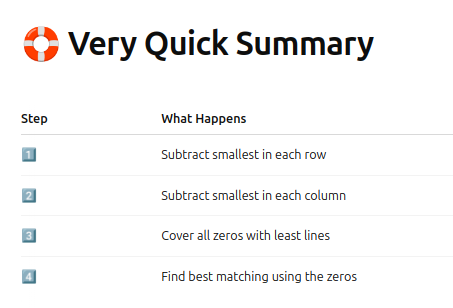 🛟 Very Quick Summary
Step What Happens
1️⃣ Subtract smallest in each row
2️⃣ Subtract smallest in each column
3️⃣ Cover all zeros with least lines
4️⃣ Find best matching using the zeros